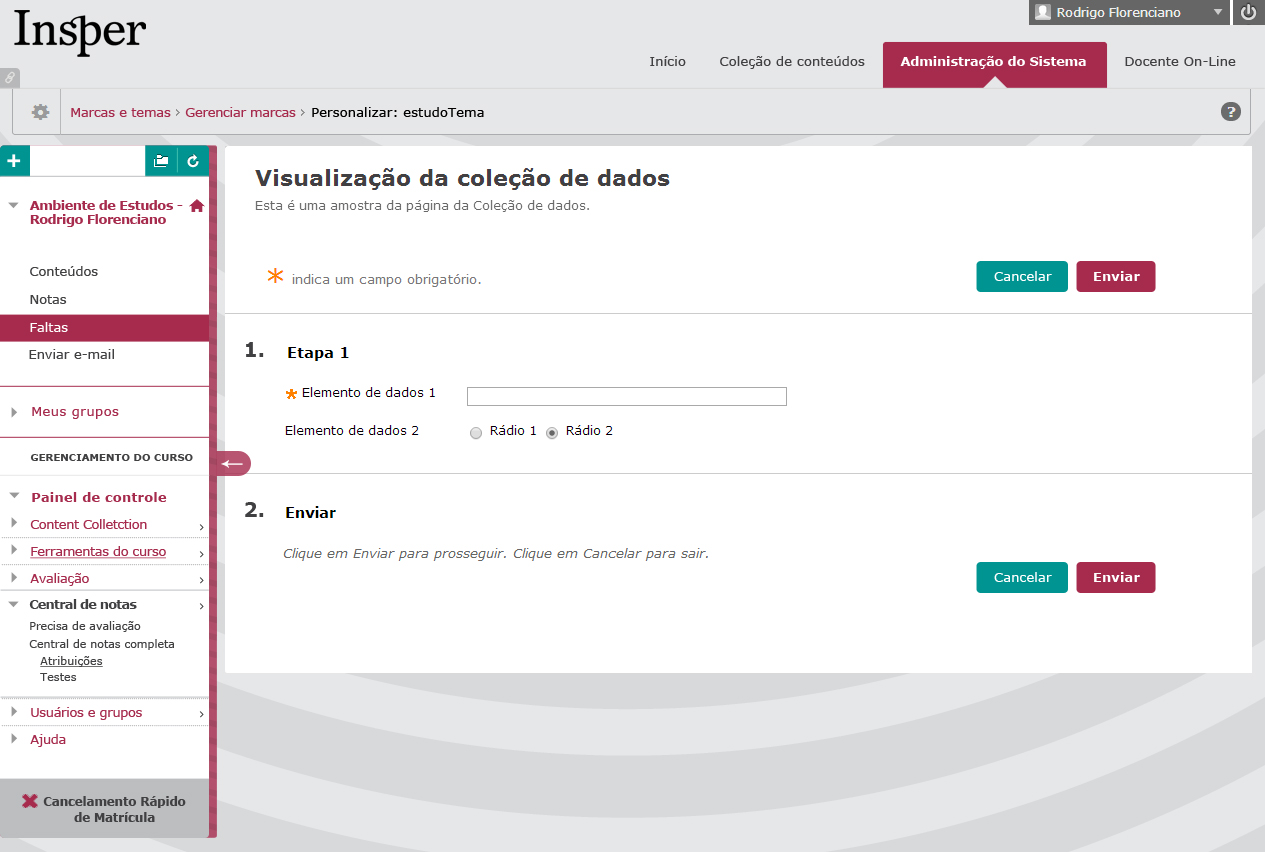 Insper
Rodrigo Florenciano
Início
Coleção de conteúdos
Administração do Sistema
Docente On-Line
Marcas e temas › Gerenciar marcas › Personalizar: estudoTema
?
Ambiente de Estudos -
Rodrigo Florenciano
Conteúdos
Notas
Faltas
Enviar e-mail
Meus grupos
GERENCIAMENTO DO CURSO
Painel de controle
Content Colletction
Ferramentas do curso
Avaliação
Central de notas
Precisa de avaliação
Central de notas completa
Atribuições
Testes
Usuários e grupos
Ajuda
Cancelamento Rápido
de Matrícula
Visualização da coleção de dados
Esta é uma amostra da página da Coleção de dados.
* indica um campo obrigatório.
Cancelar
Enviar
1. Etapa 1
* Elemento de dados 1
Elemento de dados 2 Rádio 1 Rádio 2
2. Enviar
Clique em Enviar para prosseguir. Clique em Cancelar para sair.
Cancelar
Enviar